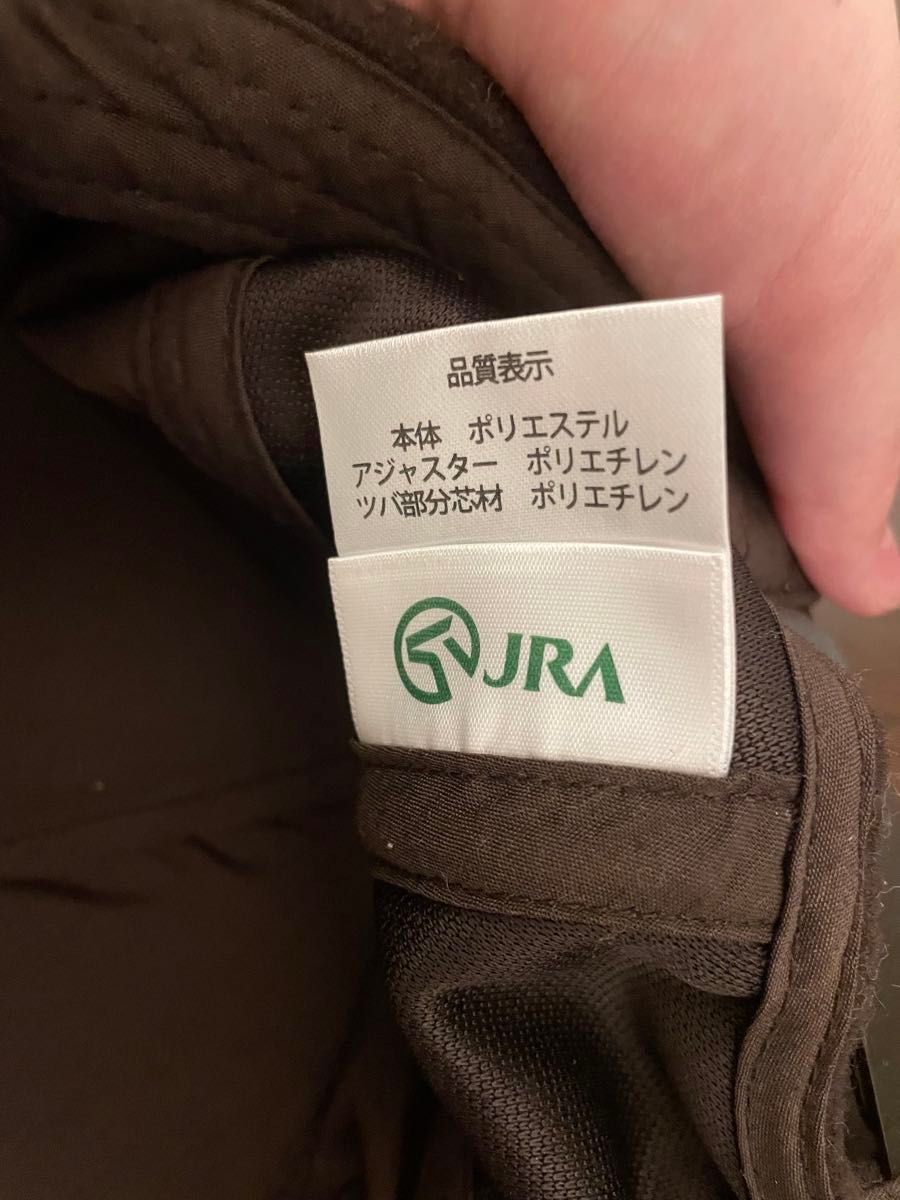 品質表示
本体　ポリエステル
アジャスター　ポリエチレン
ツバ部分芯材　ポリエチレン
JRA